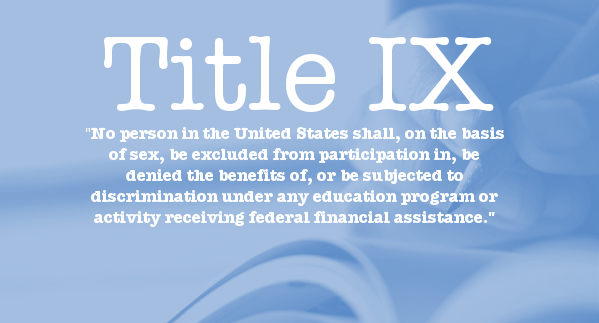 Title IX
"No person in the United States shall, on the basis
of sex, be excluded from participation in, be
denied the benefits of, or be subjected to
discrimination under any education program or
activity receiving federal financial assistance."